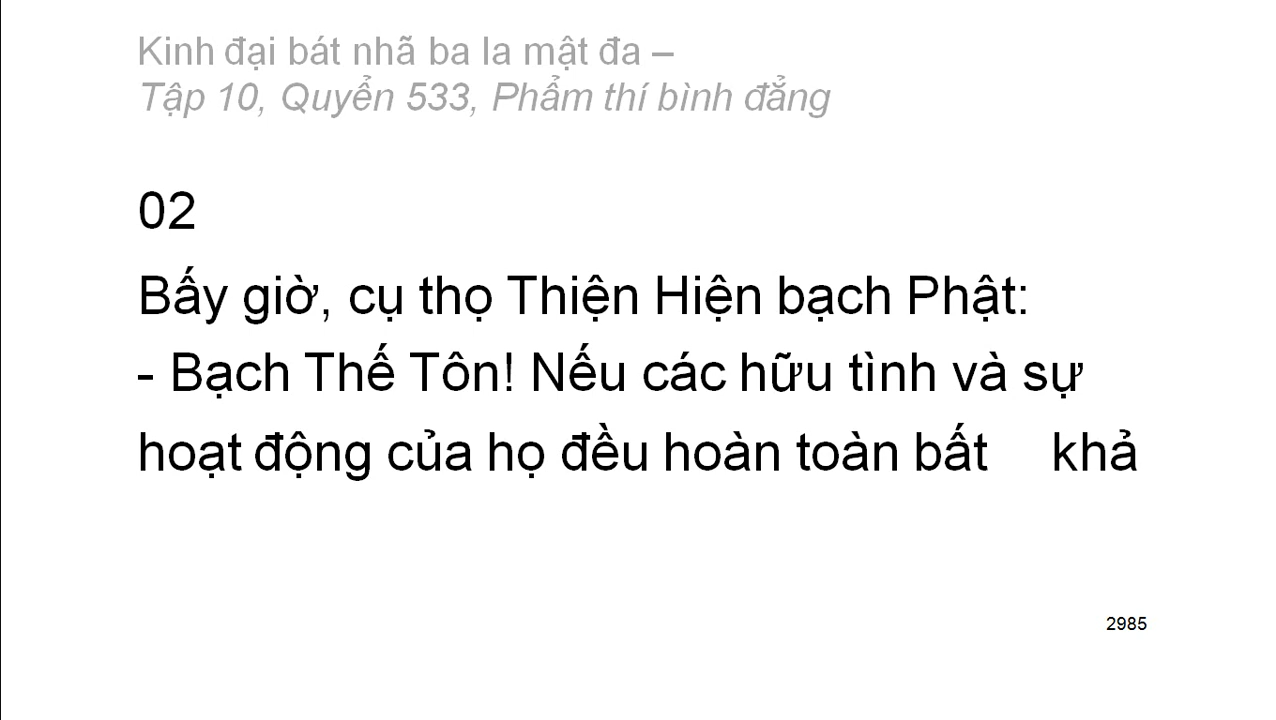 Kinh đại bát nhã ba la mật đa –
Tập 10, Quyển 533, Phẩm thí bình đẳng
02
Bấy giờ, cụ thọ Thiện Hiện bạch Phật:
- Bạch Thế Tôn! Nếu các hữu tình và sự
hoạt động của họ đều hoàn toàn bất khả
2985